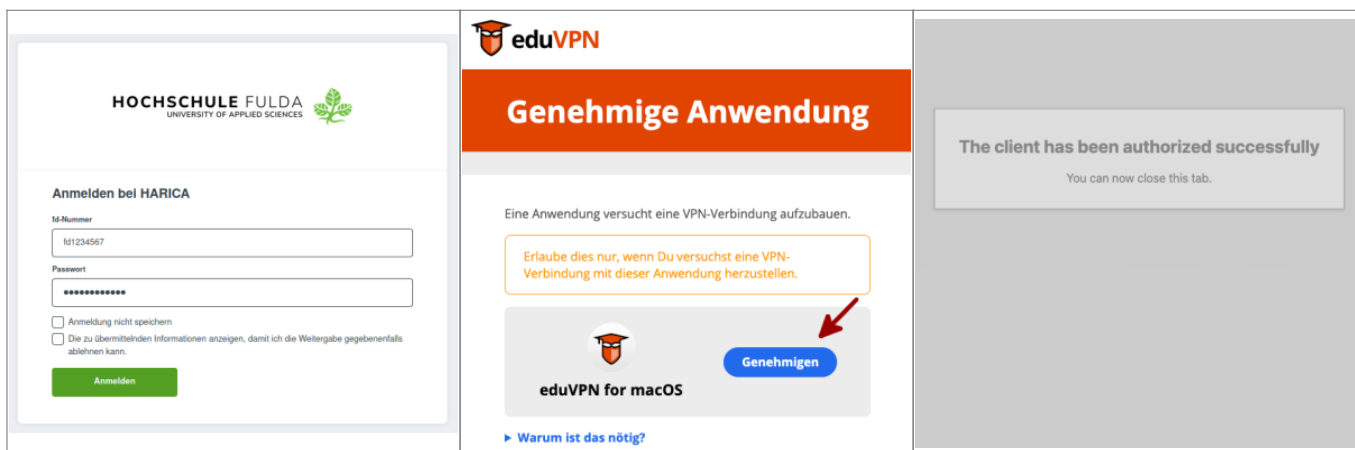 HOCHSCHULE FULDA
UNIVERSITY OF APPLIED SCIENCES
Anmelden bei HARICA
fd-Nummer
fd1234567
Passwort
••••••••••••
Anmeldung nicht speichern
Die zu übermittelnden Informationen anzeigen, damit ich die Weitergabe gegebenenfalls
ablehnen kann.
Anmelden
eduVPN
Genehmige Anwendung
Eine Anwendung versucht eine VPN-Verbindung aufzubauen.
Erlaube dies nur, wenn Du versuchst eine VPN-
Verbindung mit dieser Anwendung herzustellen.
Genehmigen
eduVPN for macOS
Warum ist das nötig?
The client has been authorized successfully
You can now close this tab.